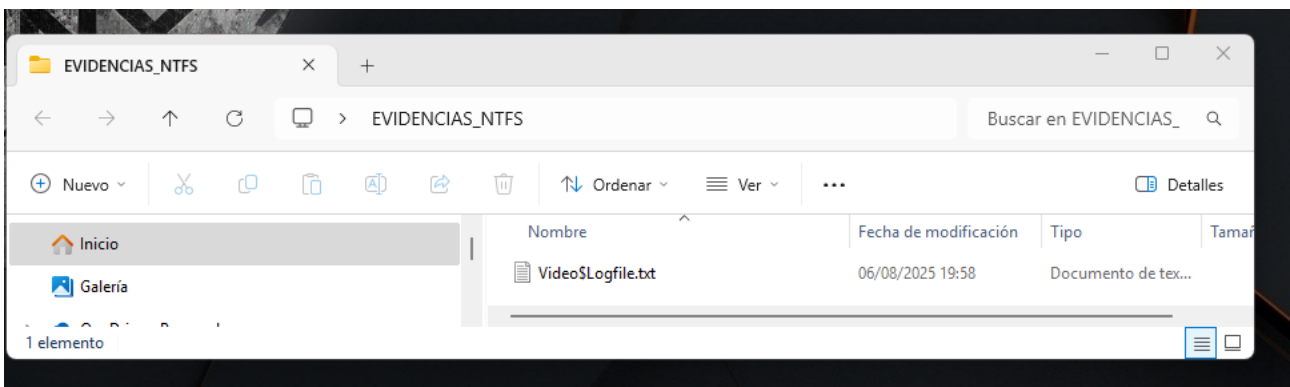 EVIDENCIAS_NTFS
EVIDENCIAS_NTFS
Buscar en EVIDENCIAS_
Nuevo
Ordenar
Ver
Detalles
Inicio
Galería
Nombre
Fecha de modificación
Tipo
Tamañ
Video$Logfile.txt
06/08/2025 19:58
Documento de tex...
1 elemento